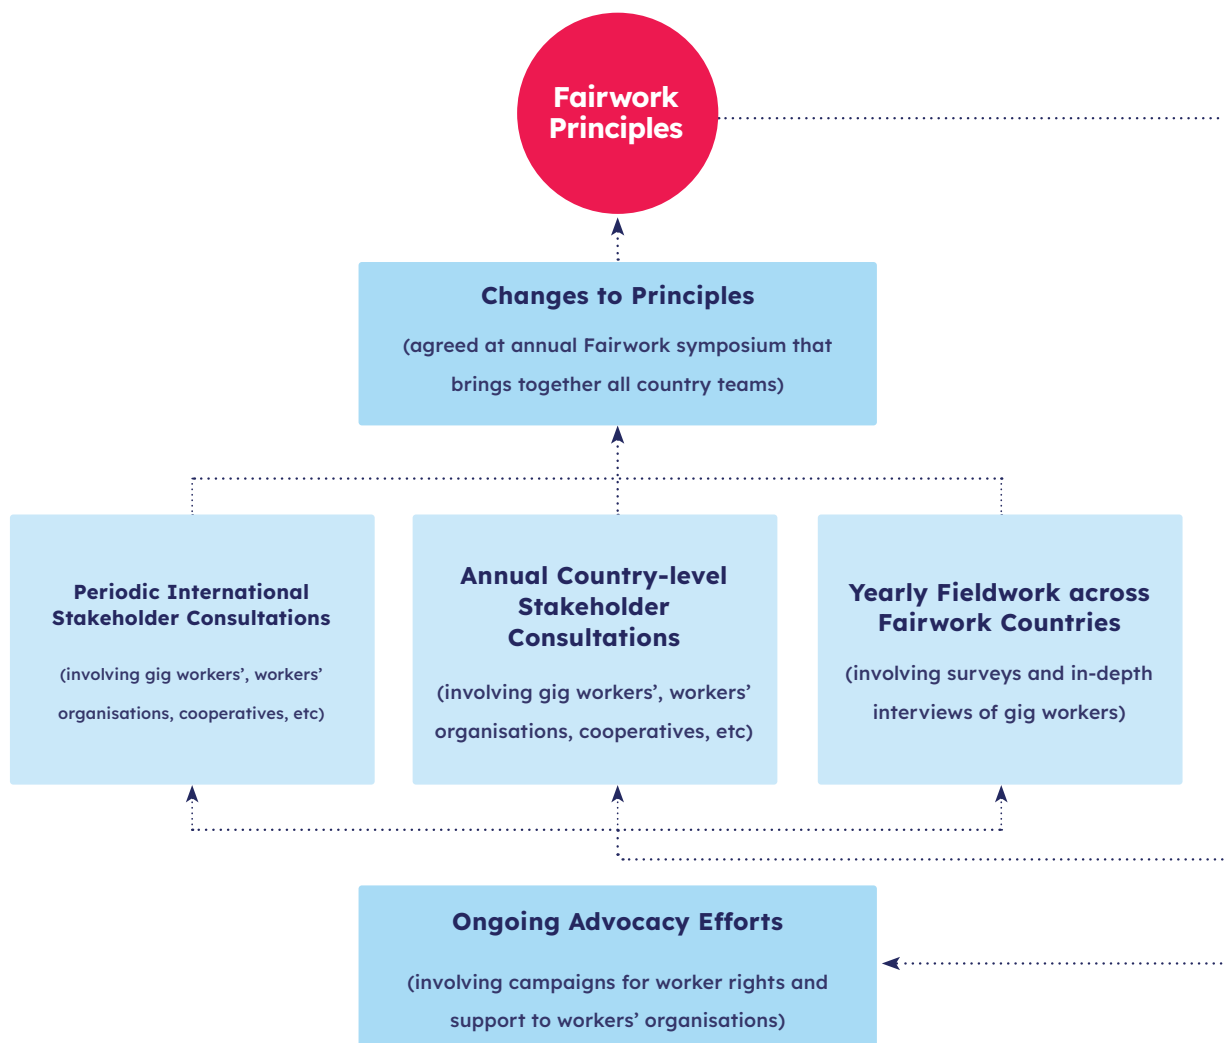 Fairwork
Principles
Changes to Principles
(agreed at annual Fairwork symposium that
brings together all country teams)
Periodic International
Stakeholder Consultations
(involving gig workers’, workers’
organisations, cooperatives, etc)
Annual Country-level
Stakeholder
Consultations
(involving gig workers’, workers’
organisations, cooperatives, etc)
Yearly Fieldwork across
Fairwork Countries
(involving surveys and in-depth
interviews of gig workers)
Ongoing Advocacy Efforts
(involving campaigns for worker rights and
support to workers’ organisations)